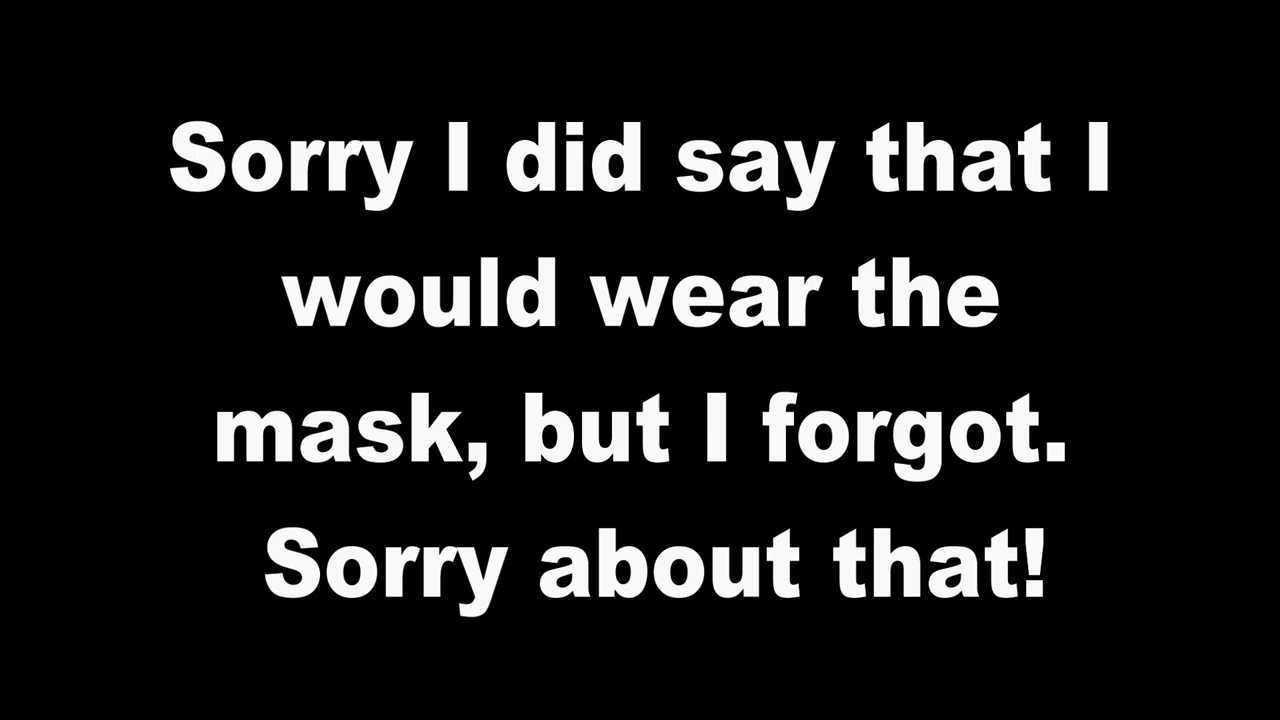 Sorry I did say that I
would wear the
mask, but I forgot.
Sorry about that!